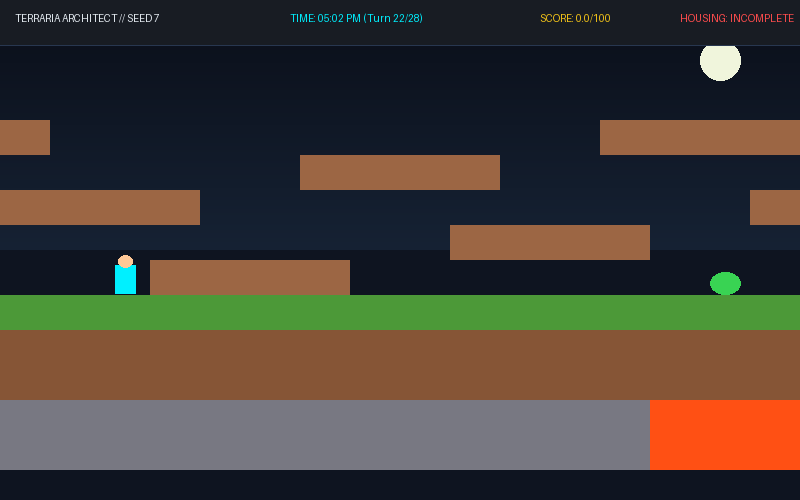 TERRARIA ARCHITECT // SEED 7
TIME: 05:02 PM (Turn 22/28)
SCORE: 0.0/100
HOUSING: INCOMPLETE